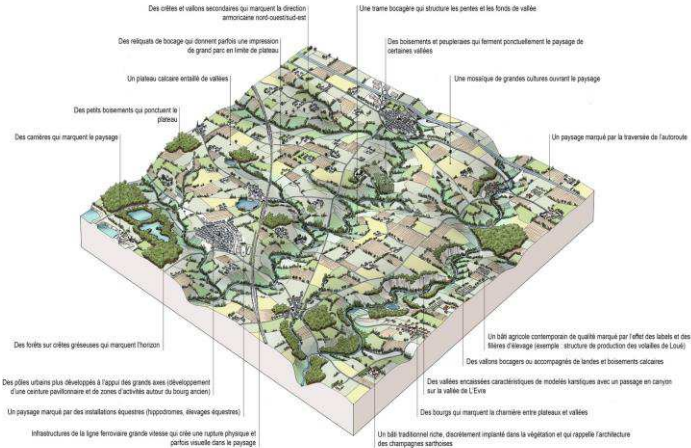 Des crêtes et vallons secondaires qui marquent la direction
armoricaine nord-ouest/sud-est
Une trame bocagère qui structure les pentes et les fonds de vallée
Des reliquats de bocage qui donnent parfois une impression
de grand parc en limite de plateau
Des boisements et peupleraies qui ferment ponctuellement le paysage de
certaines vallées
Un plateau calcaire entaillé de vallées
Une mosaïque de grandes cultures ouvrant le paysage
Des petits boisements qui ponctuent le
plateau
Des carrières qui marquent le paysage
Un paysage marqué par la traversée de l'autoroute
Des forêts sur crêtes gréseuses qui marquent l'horizon
Un bâti agricole contemporain de qualité marqué par l'effet des labels et des
filières d'élevage (exemple : structure de production des volailles de Loué)
Des vallons bocagers ou accompagnés de landes et boisements calcaires
Des pôles urbains plus développés à l'appui des grands axes (développement
d'une ceinture pavillonnaire et de zones d'activités autour du bourg ancien)
Des vallées encaissées caractéristiques de modelés karstiques avec un passage en canyon
sur la vallée de L'Evre
Un paysage marqué par des installations équestres (hippodromes, élevages équestres)
Des bourgs qui marquent la charnière entre plateaux et vallées
Infrastructures de la ligne ferroviaire grande vitesse qui crée une rupture physique et
parfois visuelle dans le paysage
Un bâti traditionnel riche, discrètement implanté dans la végétation et qui rappelle l'architecture
des champagnes sarthoises